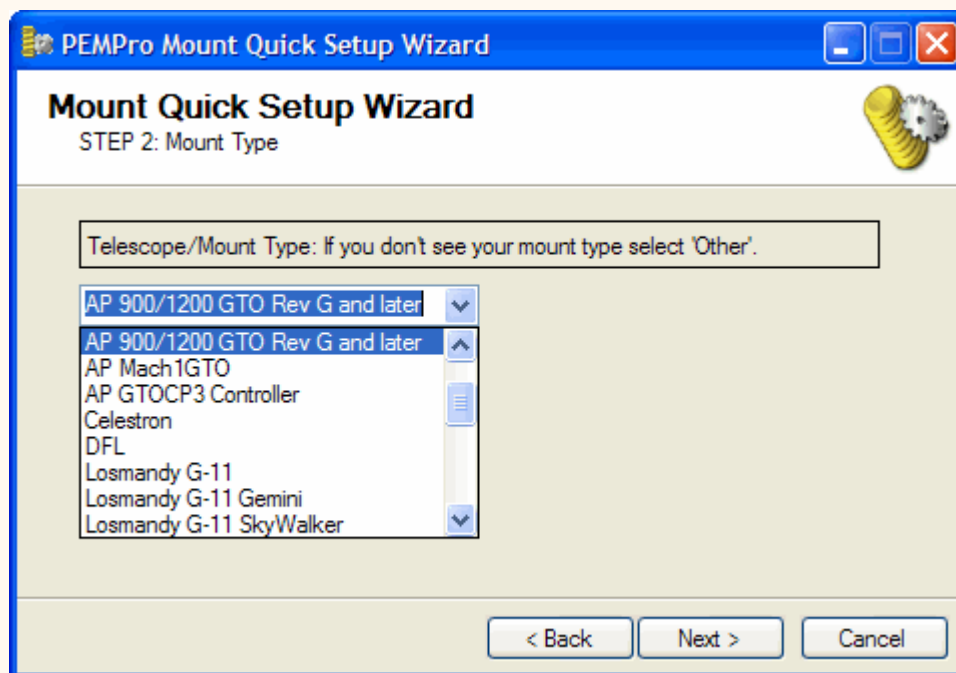 PEMPro Mount Quick Setup Wizard
Mount Quick Setup Wizard
STEP 2: Mount Type
Telescope/Mount Type: If you don't see your mount type select 'Other'.
AP 900/1200 GTO Rev G and later
AP 900/1200 GTO Rev G and later
AP Mach1GTO
AP GTOCP3 Controller
Celestron
DFL
Losmandy G-11
Losmandy G-11 Gemini
Losmandy G-11 SkyWalker
< Back
Next >
Cancel